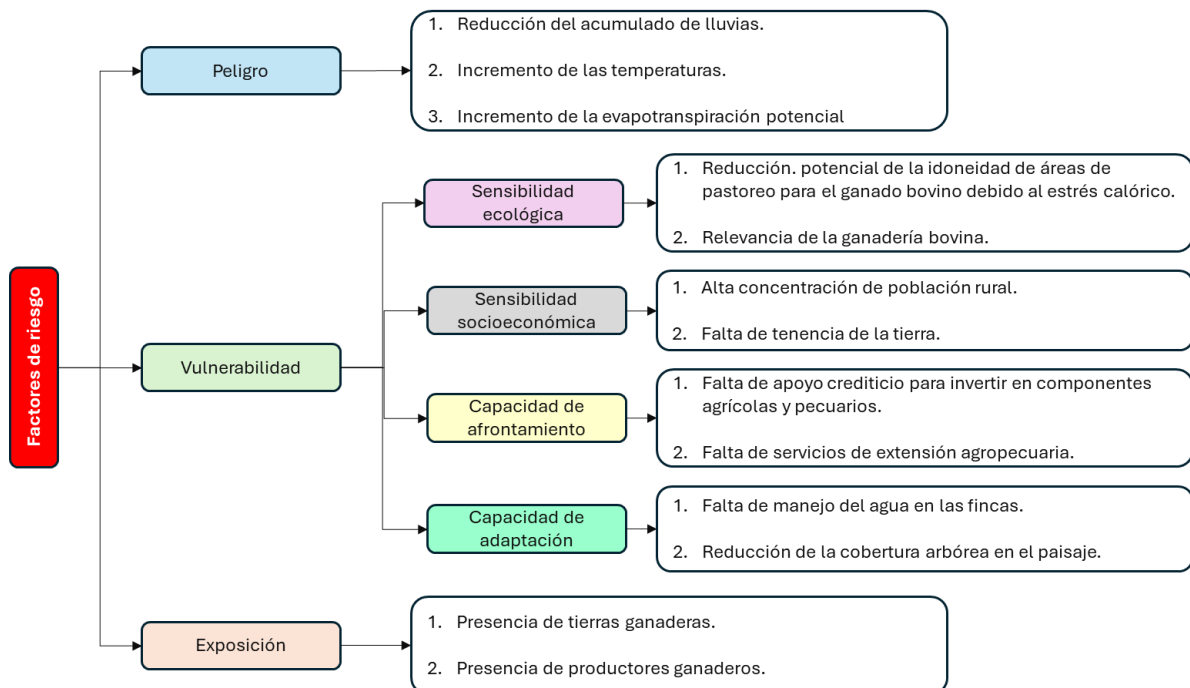 Factores de riesgo
Peligro
1. Reducción del acumulado de lluvias.
2. Incremento de las temperaturas.
3. Incremento de la evapotranspiración potencial
Vulnerabilidad
Sensibilidad
ecológica
1. Reducción. potencial de la idoneidad de áreas de
pastoreo para el ganado bovino debido al estrés calórico.
2. Relevancia de la ganadería bovina.
Sensibilidad
socioeconómica
1. Alta concentración de población rural.
2. Falta de tenencia de la tierra.
Capacidad de
afrontamiento
1. Falta de apoyo crediticio para invertir en componentes
agrícolas y pecuarios.
2. Falta de servicios de extensión agropecuaria.
Capacidad de
adaptación
1. Falta de manejo del agua en las fincas.
2. Reducción de la cobertura arbórea en el paisaje.
Exposición
1. Presencia de tierras ganaderas.
2. Presencia de productores ganaderos.